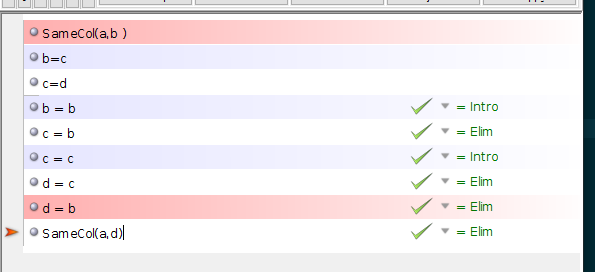 SameCol(a,b )
b=c
c=d
b = b = Intro
c = b = Elim
c = c = Intro
d = c = Elim
d = b = Elim
SameCol(a,d) = Elim